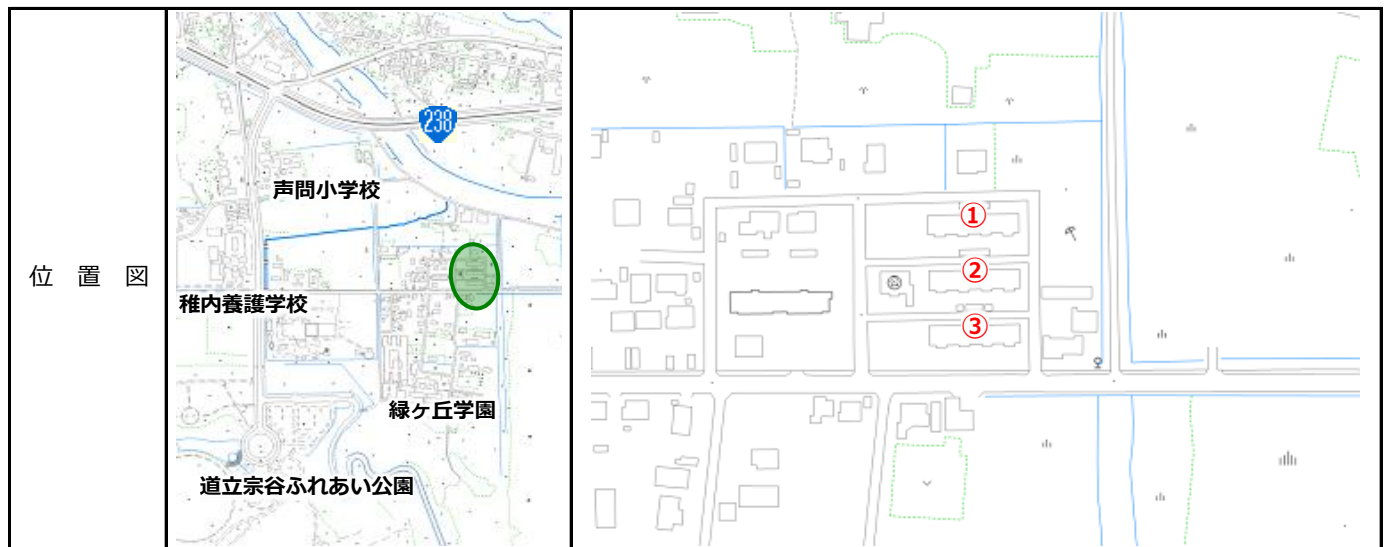 位 置 図
238
声問小学校
稚内養護学校
緑ヶ丘学園
道立宗谷ふれあい公園
①
②
③